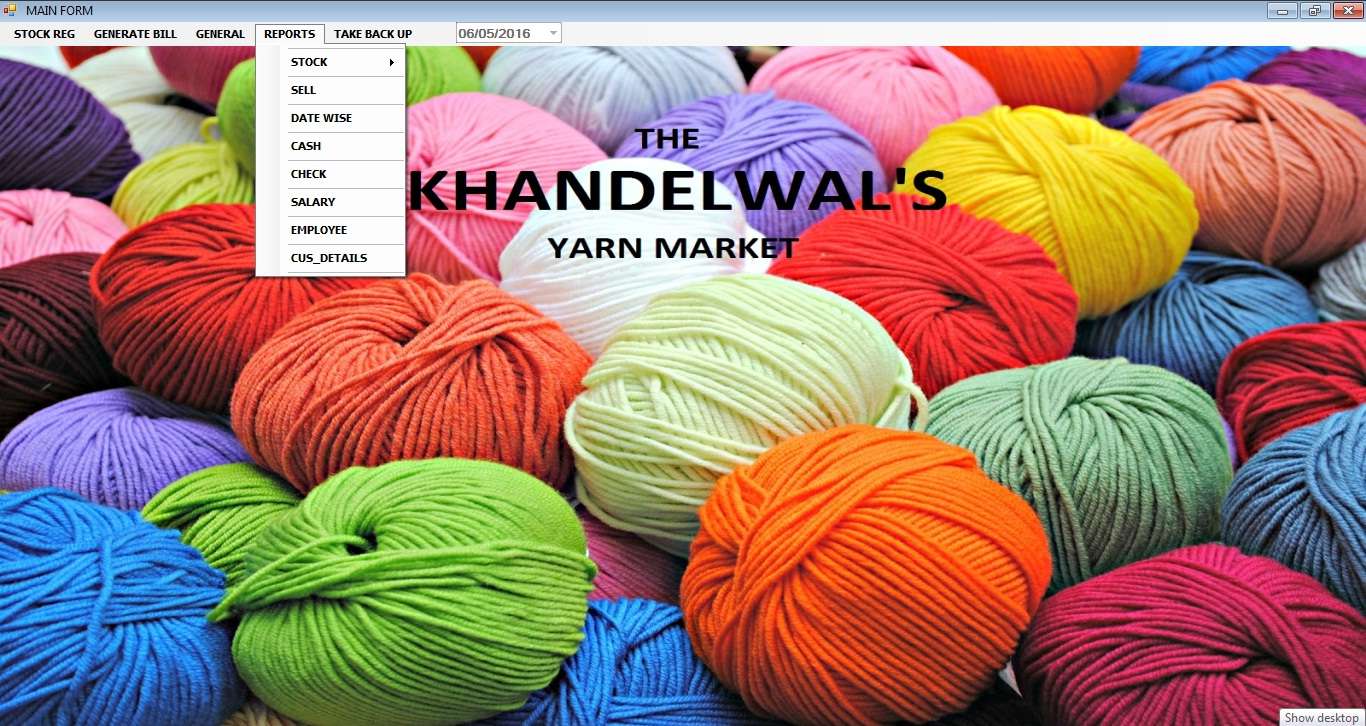 MAIN FORM
STOCK REG GENERATE BILL GENERAL REPORTS TAKE BACK UP 06/05/2016
STOCK
SELL
DATE WISE
CASH
CHECK
SALARY
EMPLOYEE
CUS_DETAILS
THE
KHANDELWAL'S
YARN MARKET
Show desktop